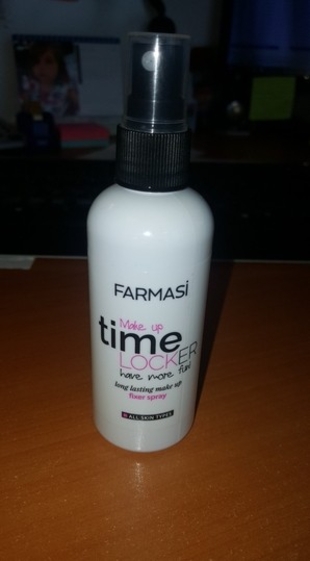 FARMASİ
Make up
time
LOCKER
have more fun
long lasting make up
fixer spray
ALL SKIN TYPES